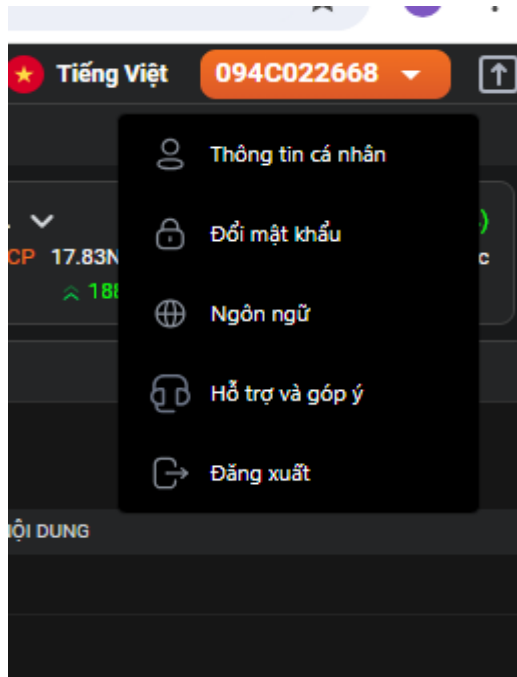 Tiếng Việt
094C022668
Thông tin cá nhân
CP 17.83N
188
Đổi mật khẩu
Ngôn ngữ
Hỗ trợ và góp ý
Đăng xuất
NỘI DUNG